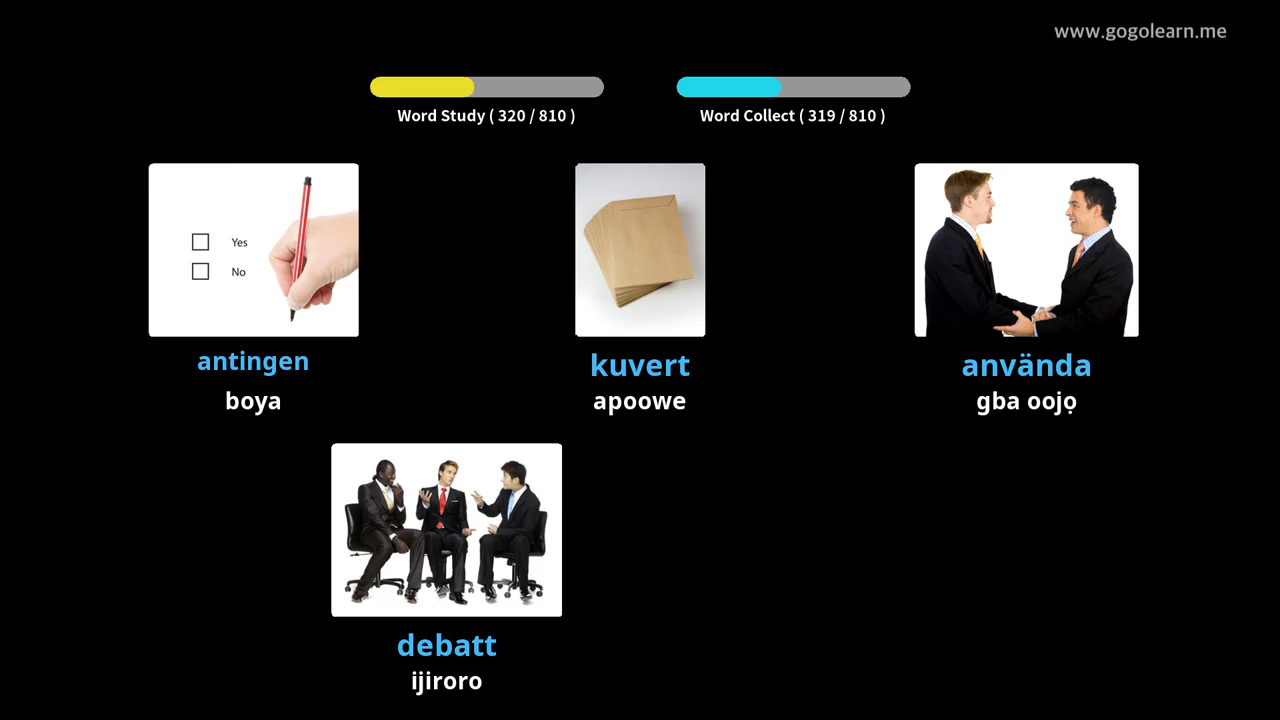 www.gogolearn.me
Word Study ( 320 / 810 )
Word Collect ( 319 / 810 )
Yes
No
antingen
boya
kuvert
apoowe
använda
gba oojọ
debatt
ijiroro